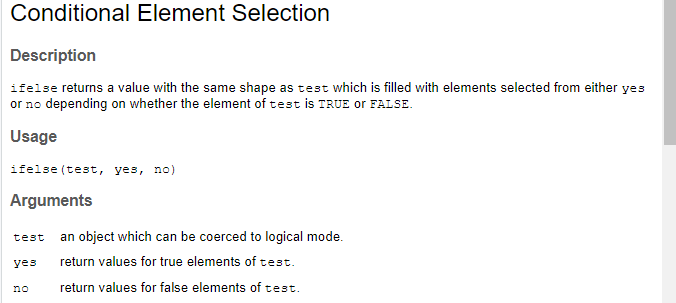 Conditional Element Selection
Description
ifelse returns a value with the same shape as test which is filled with elements selected from either yes
or no depending on whether the element of test is TRUE or FALSE.
Usage
ifelse(test, yes, no)
Arguments
test an object which can be coerced to logical mode.
yes return values for true elements of test.
no return values for false elements of test.